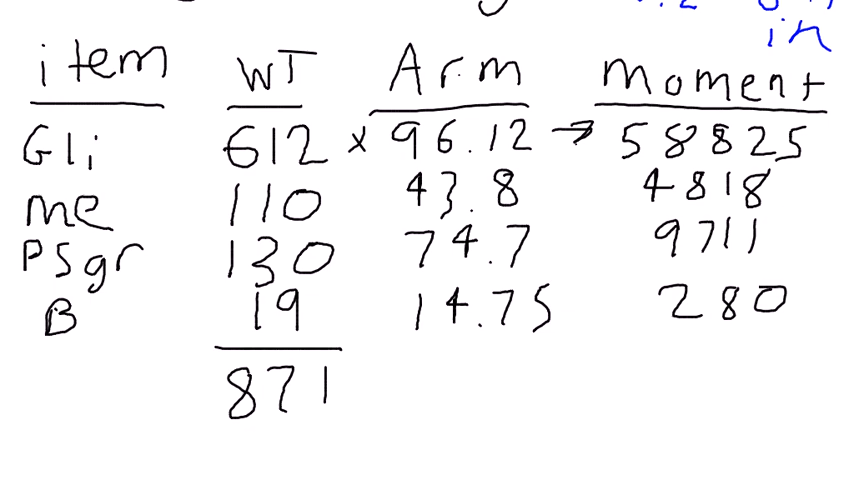 in
item WT Arm Moment
Gli 612 x 96.12 → 58825
me 110 43.8 4818
Psgr 130 74.7 9711
B 19 14.75 280
871